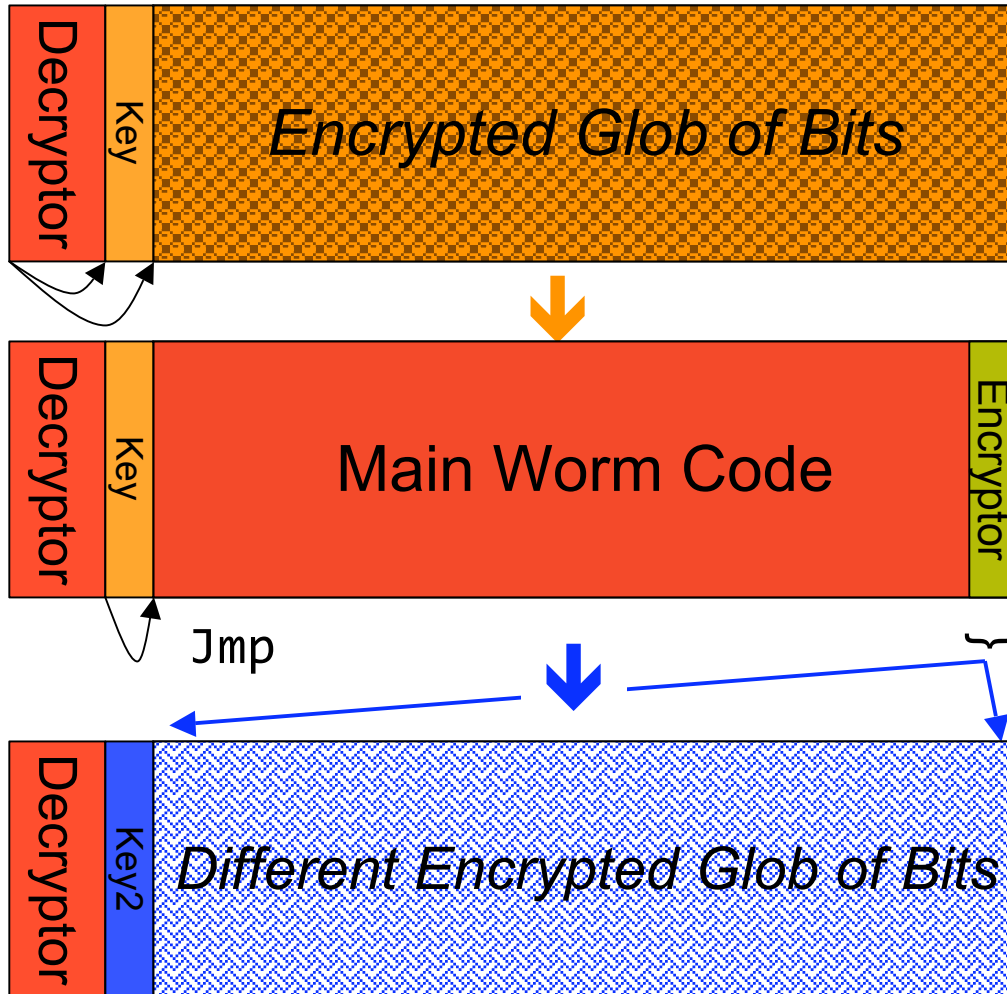 Decryptor
Key
Encrypted Glob of Bits
Decryptor
Key
Main Worm Code
Encryptor
Jmp
{
Decryptor
Key2
Different Encrypted Glob of Bits